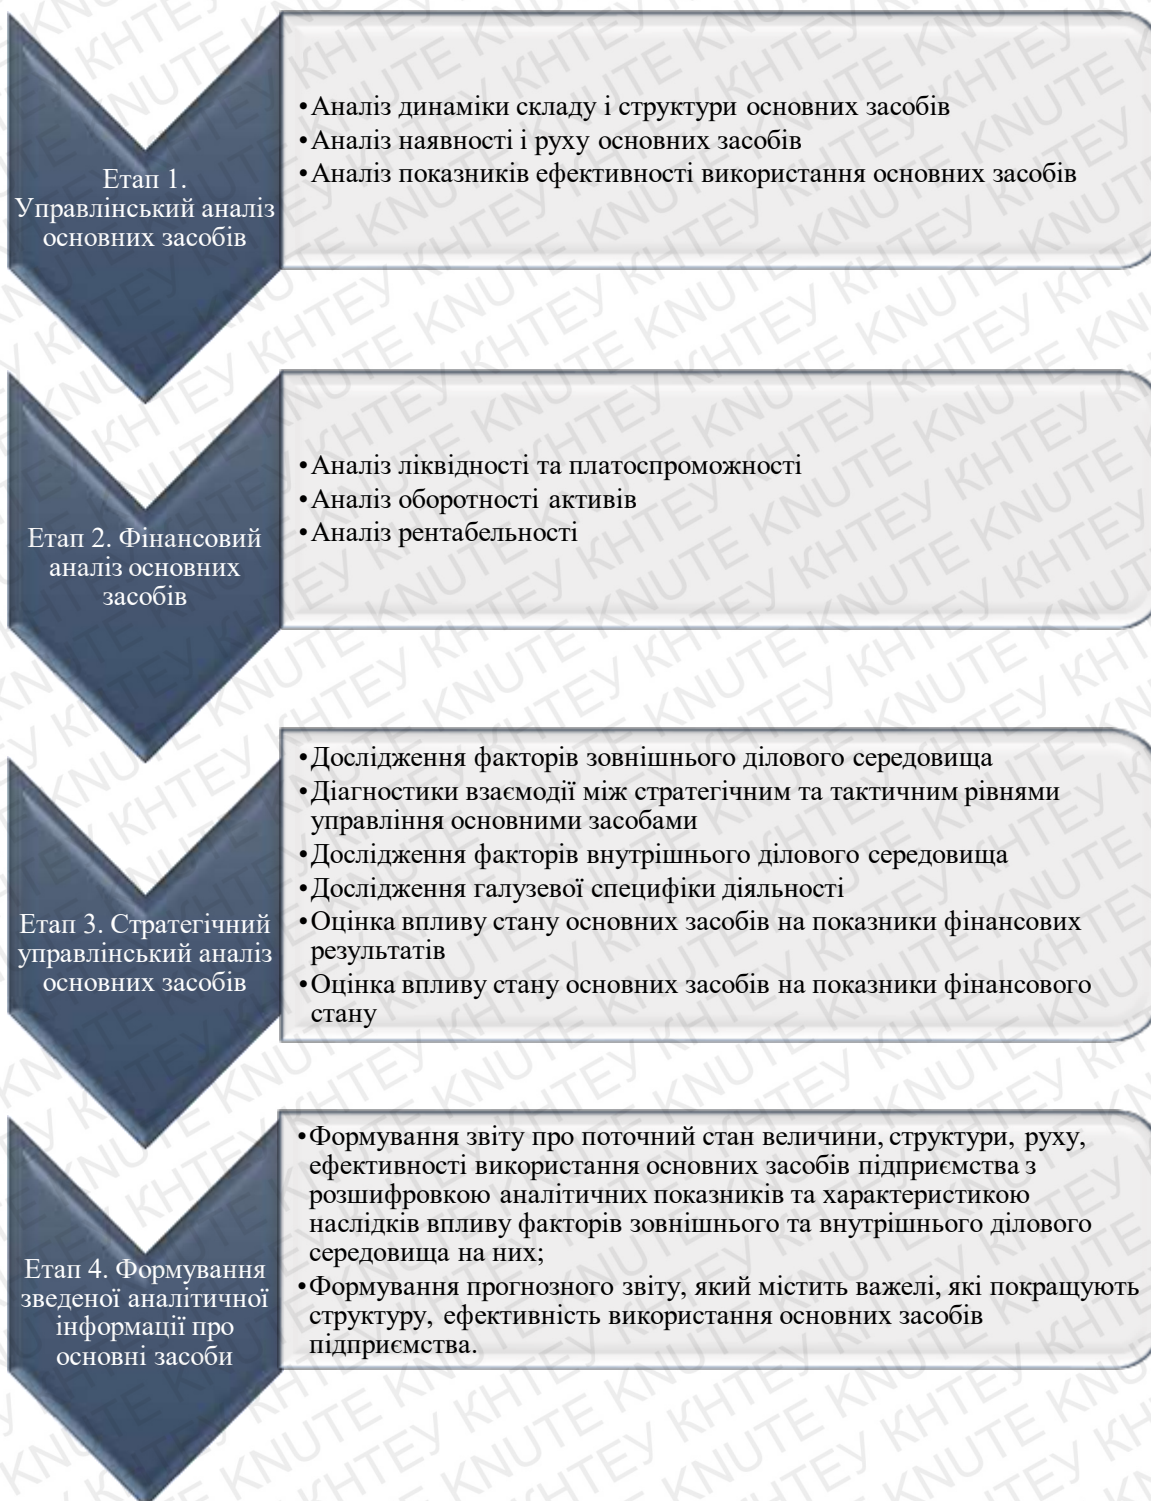 Етап 1.
Управлінський аналіз
основних засобів
•Аналіз динаміки складу і структури основних засобів
•Аналіз наявності і руху основних засобів
•Аналіз показників ефективності використання основних засобів
Етап 2. Фінансовий
аналіз основних
засобів
•Аналіз ліквідності та платоспроможності
•Аналіз оборотності активів
•Аналіз рентабельності
Етап 3. Стратегічний
управлінський аналіз
основних засобів
•Дослідження факторів зовнішнього ділового середовища
•Діагностики взаємодії між стратегічним та тактичним рівнями
управління основними засобами
•Дослідження факторів внутрішнього ділового середовища
•Дослідження галузевої специфіки діяльності
•Оцінка впливу стану основних засобів на показники фінансових
результатів
•Оцінка впливу стану основних засобів на показники фінансового
стану
Етап 4. Формування
зведеної аналітичної
інформації про
основні засоби
•Формування звіту про поточний стан величини, структури, руху,
ефективності використання основних засобів підприємства з
розшифровкою аналітичних показників та характеристикою
наслідків впливу факторів зовнішнього та внутрішнього ділового
середовища на них;
•Формування прогнозного звіту, який містить важелі, які покращують
структуру, ефективність використання основних засобів
підприємства.